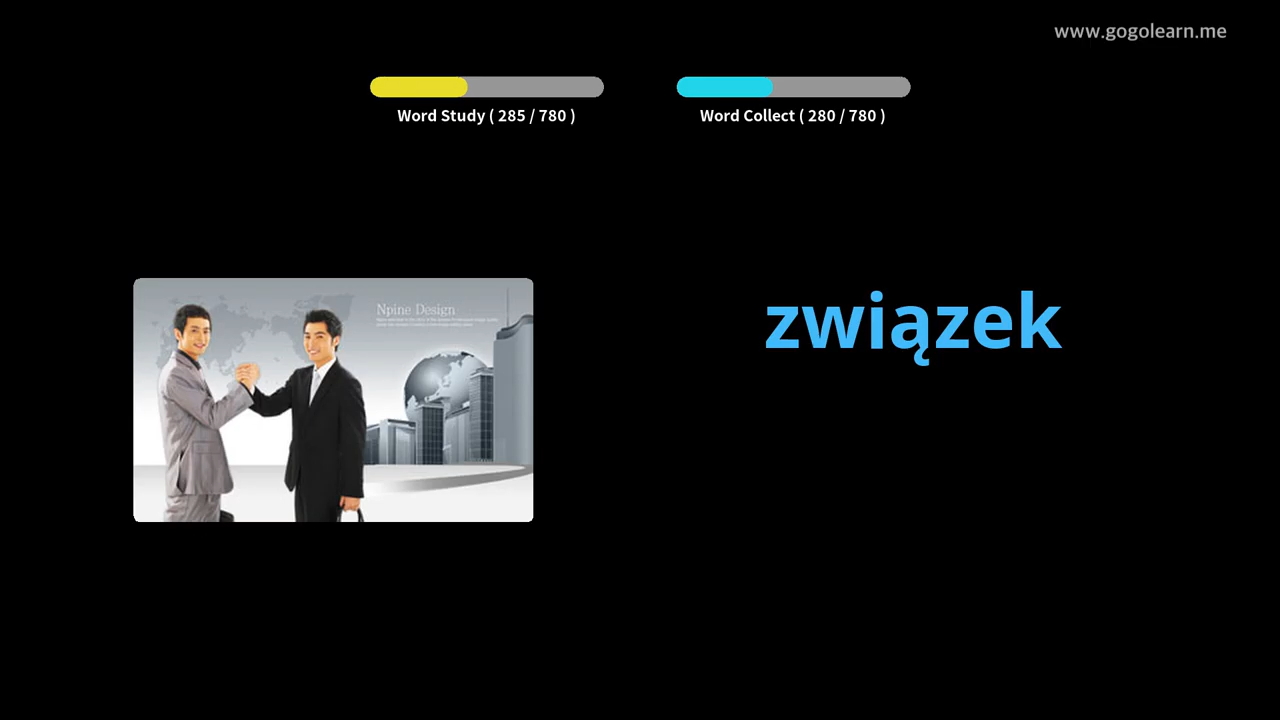 www.gogolearn.me
Word Study ( 285 / 780 )
Word Collect ( 280 / 780 )
Npine Design
związek